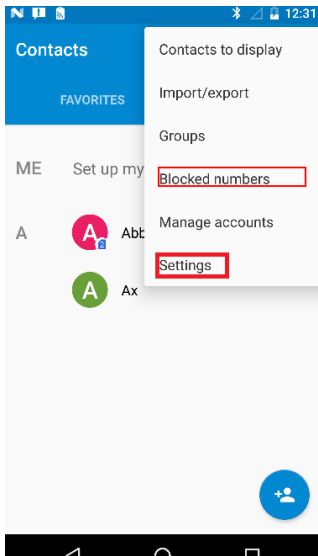 12:31
Contacts
Contacts to display
FAVORITES
Import/export
Groups
ME
Set up my
Blocked numbers
Manage accounts
A
A
2
Abb
Settings
A
Ax